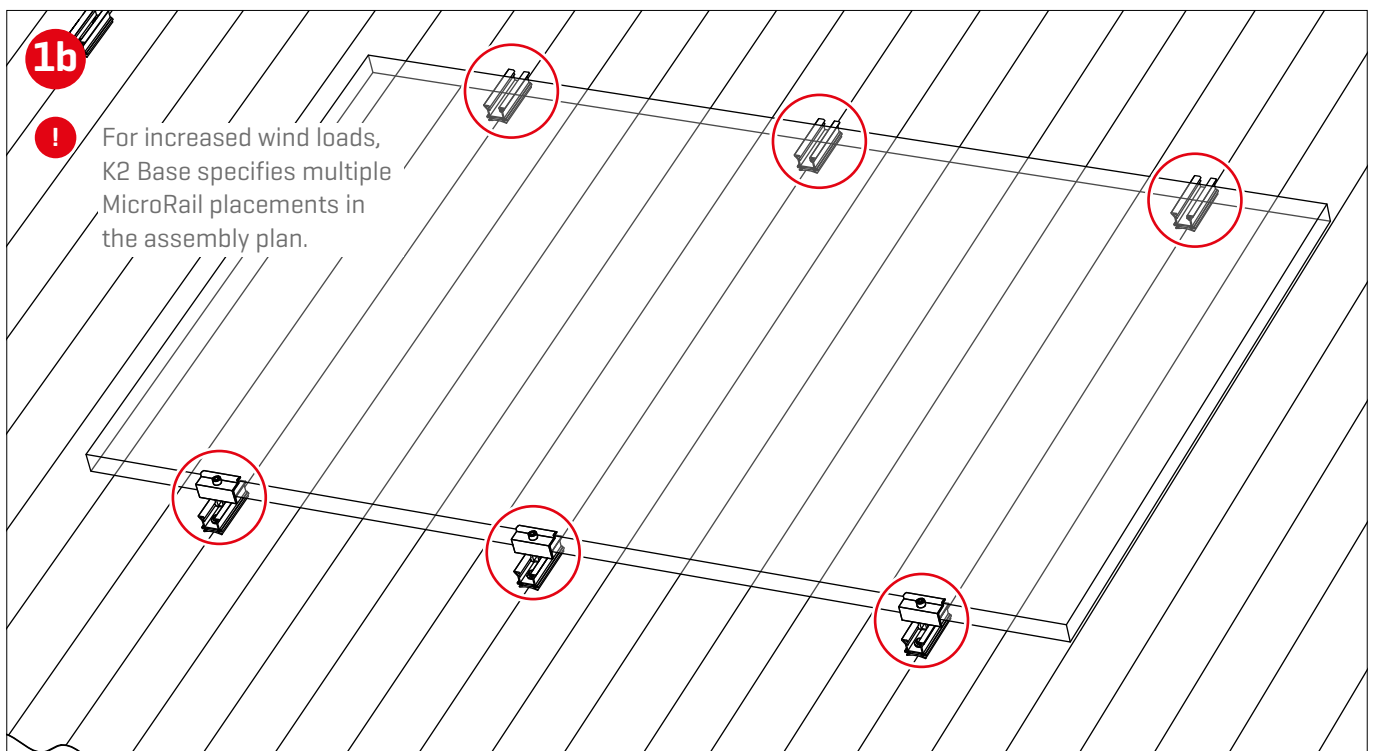 1b
!
For increased wind loads,
K2 Base specifies multiple
MicroRail placements in
the assembly plan.